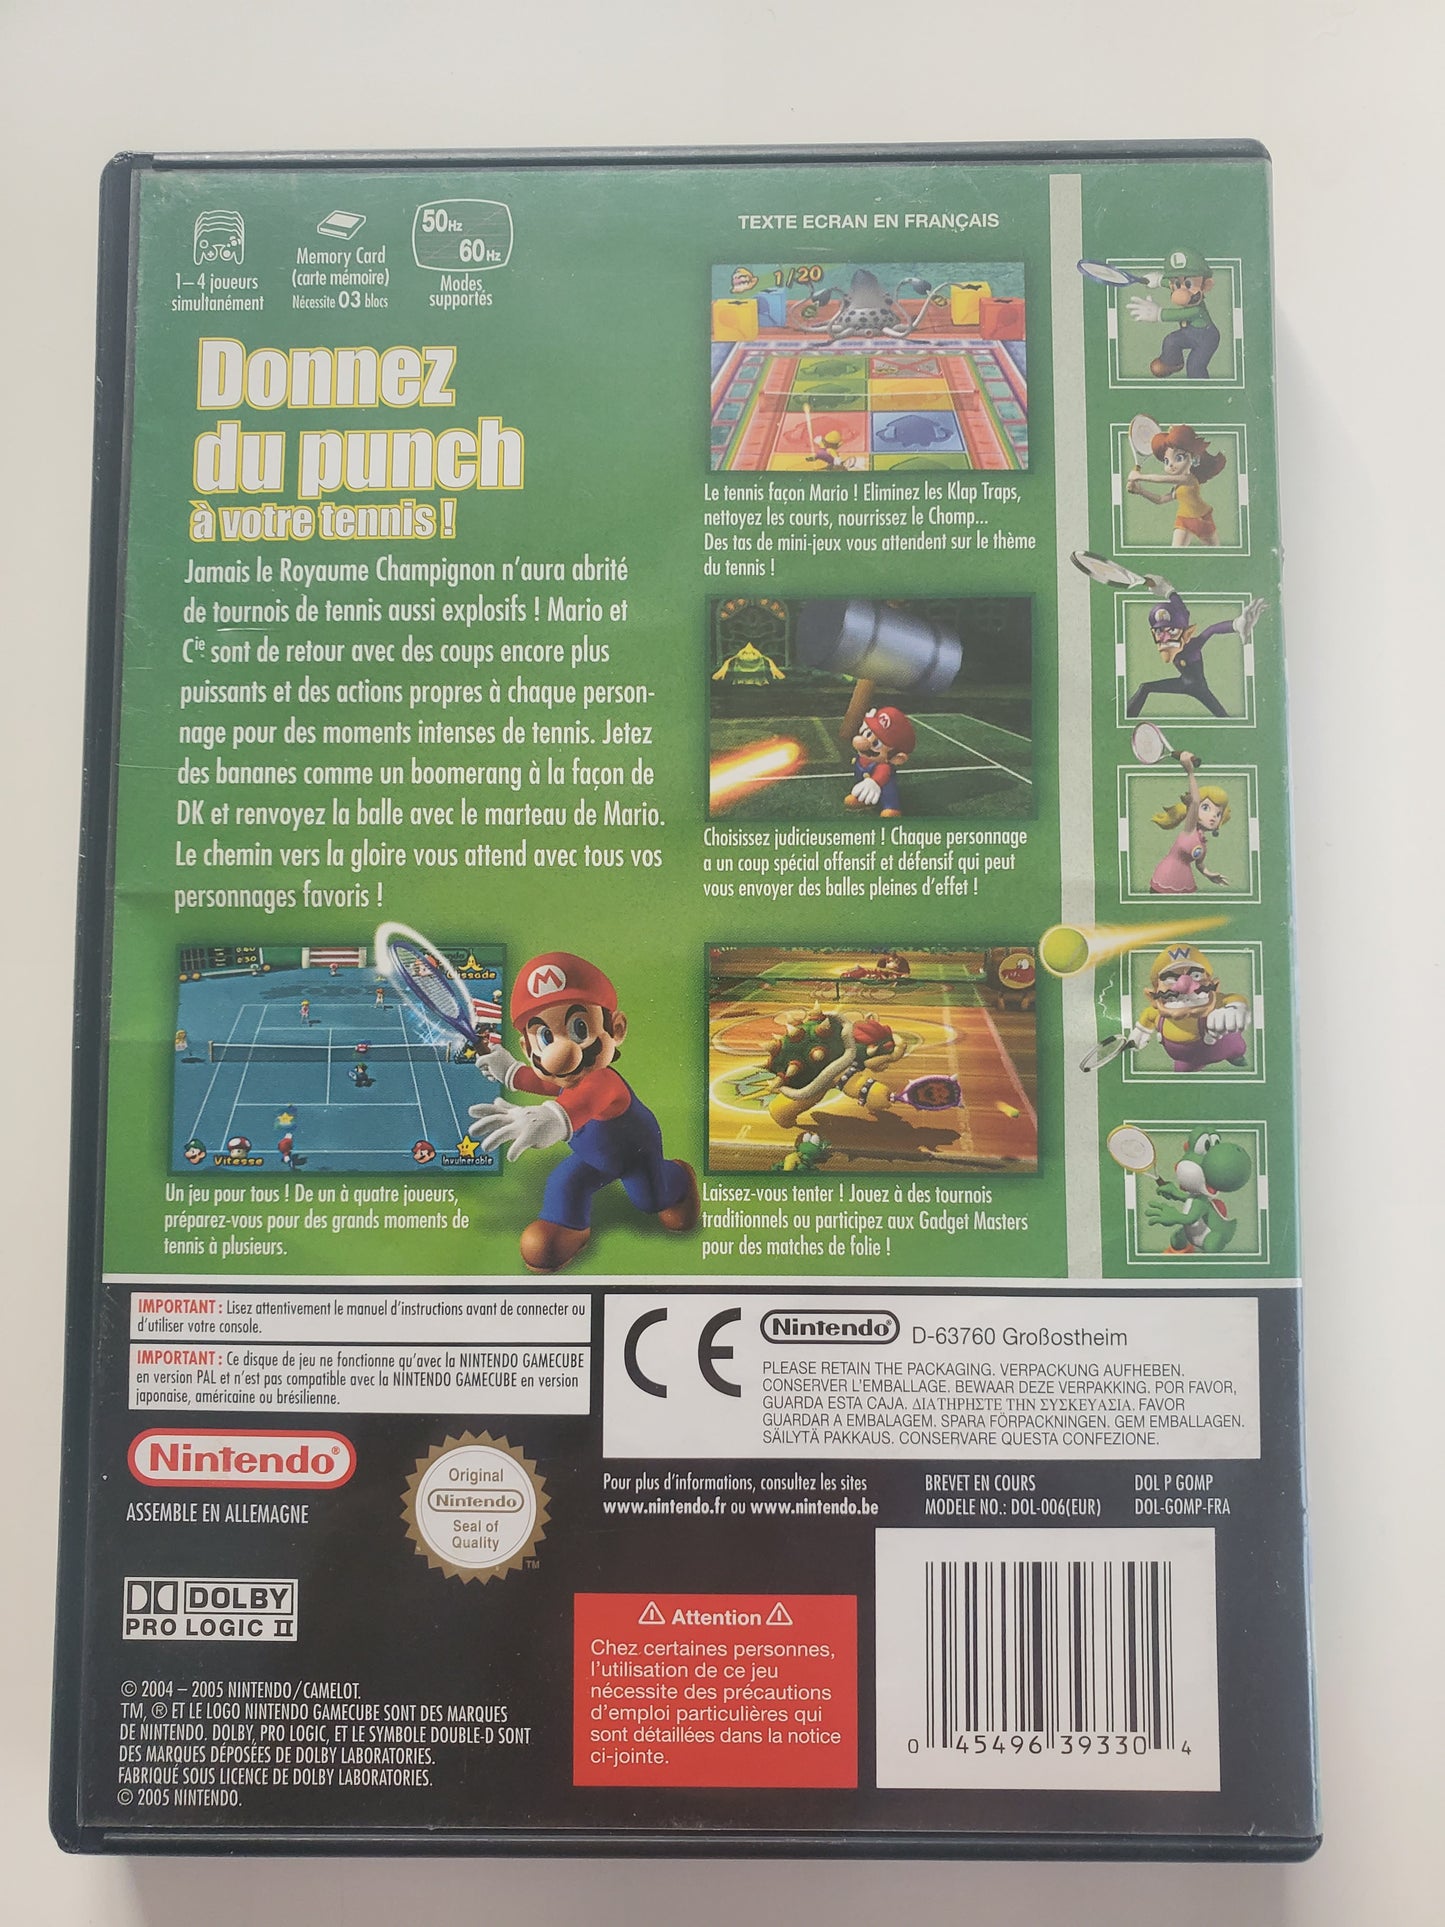 1–4 joueurs
simultanément
Memory Card
(carte mémoire)
Nécessite 03 blocs
50Hz
60Hz
Modes
supportés
Donnez
du punch
à votre tennis !
Jamais le Royaume Champignon n'aura abrité
de tournois de tennis aussi explosifs ! Mario et
Cie sont de retour avec des coups encore plus
puissants et des actions propres à chaque person-
nage pour des moments intenses de tennis. Jetez
des bananes comme un boomerang à la façon de
DK et renvoyez la balle avec le marteau de Mario.
Le chemin vers la gloire vous attend avec tous vos
personnages favoris !
TEXTE ECRAN EN FRANÇAIS
1/20
Le tennis façon Mario ! Eliminez les Klap Traps,
nettoyez les courts, nourrissez le Chomp...
Des tas de mini-jeux vous attendent sur le thème
du tennis !
Choisissez judicieusement ! Chaque personnage
a un coup spécial offensif et défensif qui peut
vous envoyer des balles pleines d'effet !
Vitesse
Invulnérable
Un jeu pour tous ! De un à quatre joueurs,
préparez-vous pour des grands moments de
tennis à plusieurs.
Laissez-vous tenter ! Jouez à des tournois
traditionnels ou participez aux Gadget Masters
pour des matches de folie !
L
M
W
IMPORTANT : Lisez attentivement le manuel d'instructions avant de connecter ou
d'utiliser votre console.
IMPORTANT : Ce disque de jeu ne fonctionne qu'avec la NINTENDO GAMECUBE
en version PAL et n'est pas compatible avec la NINTENDO GAMECUBE en version
japonaise, américaine ou brésilienne.
CE
Nintendo® D-63760 Großostheim
PLEASE RETAIN THE PACKAGING. VERPACKUNG AUFHEBEN.
CONSERVER L'EMBALLAGE. BEWAAR DEZE VERPAKKING. POR FAVOR,
GUARDA ESTA CAJA. ΔΙΑΤΗΡΗΣΤΕ ΤΗΝ ΣΥΣΚΕΥΑΣΙΑ. FAVOR
GUARDAR A EMBALAGEM. SPARA FÖRPACKNINGEN. GEM EMBALLAGEN.
SÄILYTÄ PAKKAUS. CONSERVARE QUESTA CONFEZIONE.
Nintendo®
ASSEMBLE EN ALLEMAGNE
Original
Nintendo
Seal of
Quality
TM
Pour plus d'informations, consultez les sites
www.nintendo.fr ou www.nintendo.be
BREVET EN COURS
MODELE NO.: DOL-006(EUR)
DOL P GOMP
DOL-GOMP-FRA
DOLBY
PRO LOGIC II
© 2004 – 2005 NINTENDO/CAMELOT.
TM, ® ET LE LOGO NINTENDO GAMECUBE SONT DES MARQUES
DE NINTENDO. DOLBY, PRO LOGIC, ET LE SYMBOLE DOUBLE-D SONT
DES MARQUES DÉPOSÉES DE DOLBY LABORATORIES.
FABRIQUÉ SOUS LICENCE DE DOLBY LABORATORIES.
© 2005 NINTENDO.
Attention
Chez certaines personnes,
l'utilisation de ce jeu
nécessite des précautions
d'emploi particulières qui
sont détaillées dans la notice
ci-jointe.
0 45496 39330 4